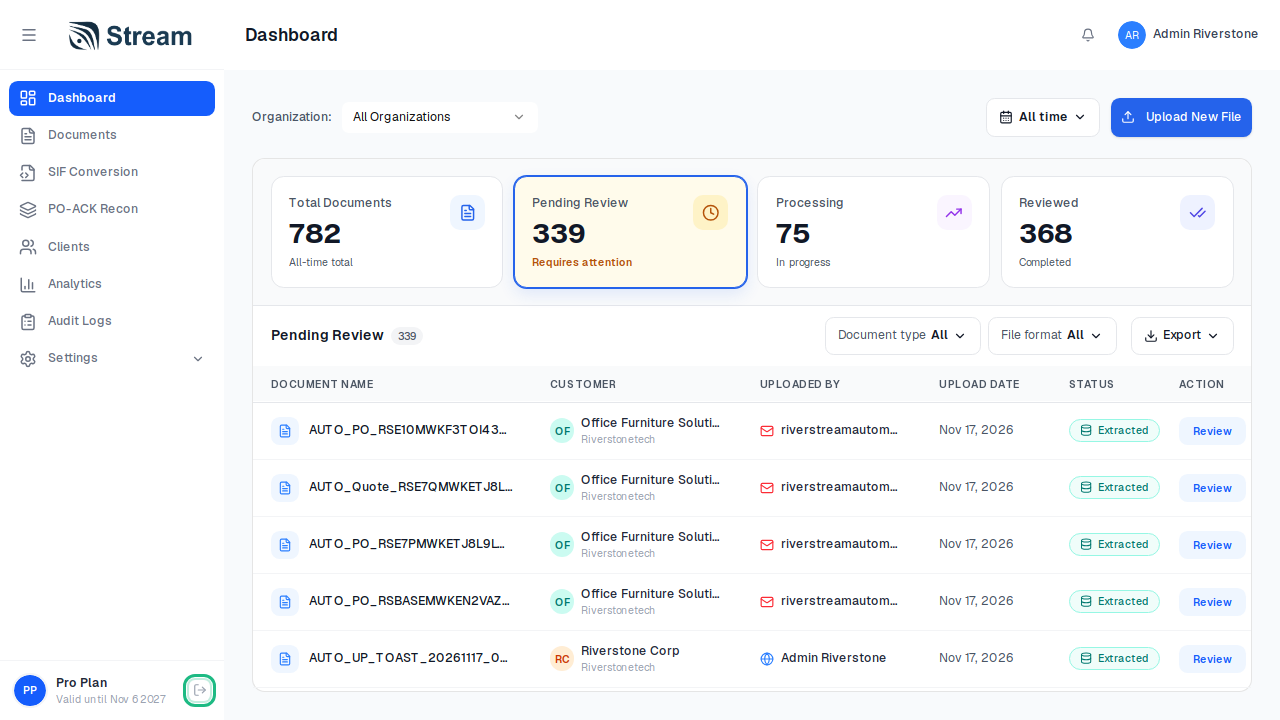 Stream
Dashboard
AR
Admin Riverstone
Dashboard
Documents
SIF Conversion
PO-ACK Recon
Clients
Analytics
Audit Logs
Settings
PP
Pro Plan
Valid until Nov 6 2027
Organization:
All Organizations
All time
Upload New File
Total Documents
782
All-time total
Pending Review
339
Requires attention
Processing
75
In progress
Reviewed
368
Completed
Pending Review 339
Document type All
File format All
Export
DOCUMENT NAME CUSTOMER UPLOADED BY UPLOAD DATE STATUS ACTION
AUTO_PO_RSE10MWKF3TOI43… OF Office Furniture Soluti… riverstreamautom… Nov 17, 2026 Extracted Review
Riverstonetech
AUTO_Quote_RSE7QMWKETJ8L… OF Office Furniture Soluti… riverstreamautom… Nov 17, 2026 Extracted Review
Riverstonetech
AUTO_PO_RSE7PMWKETJ8L9L… OF Office Furniture Soluti… riverstreamautom… Nov 17, 2026 Extracted Review
Riverstonetech
AUTO_PO_RSBASEMWKEN2VAZ… OF Office Furniture Soluti… riverstreamautom… Nov 17, 2026 Extracted Review
Riverstonetech
AUTO_UP_TOAST_20261117_0… RC Riverstone Corp Admin Riverstone Nov 17, 2026 Extracted Review
Riverstonetech